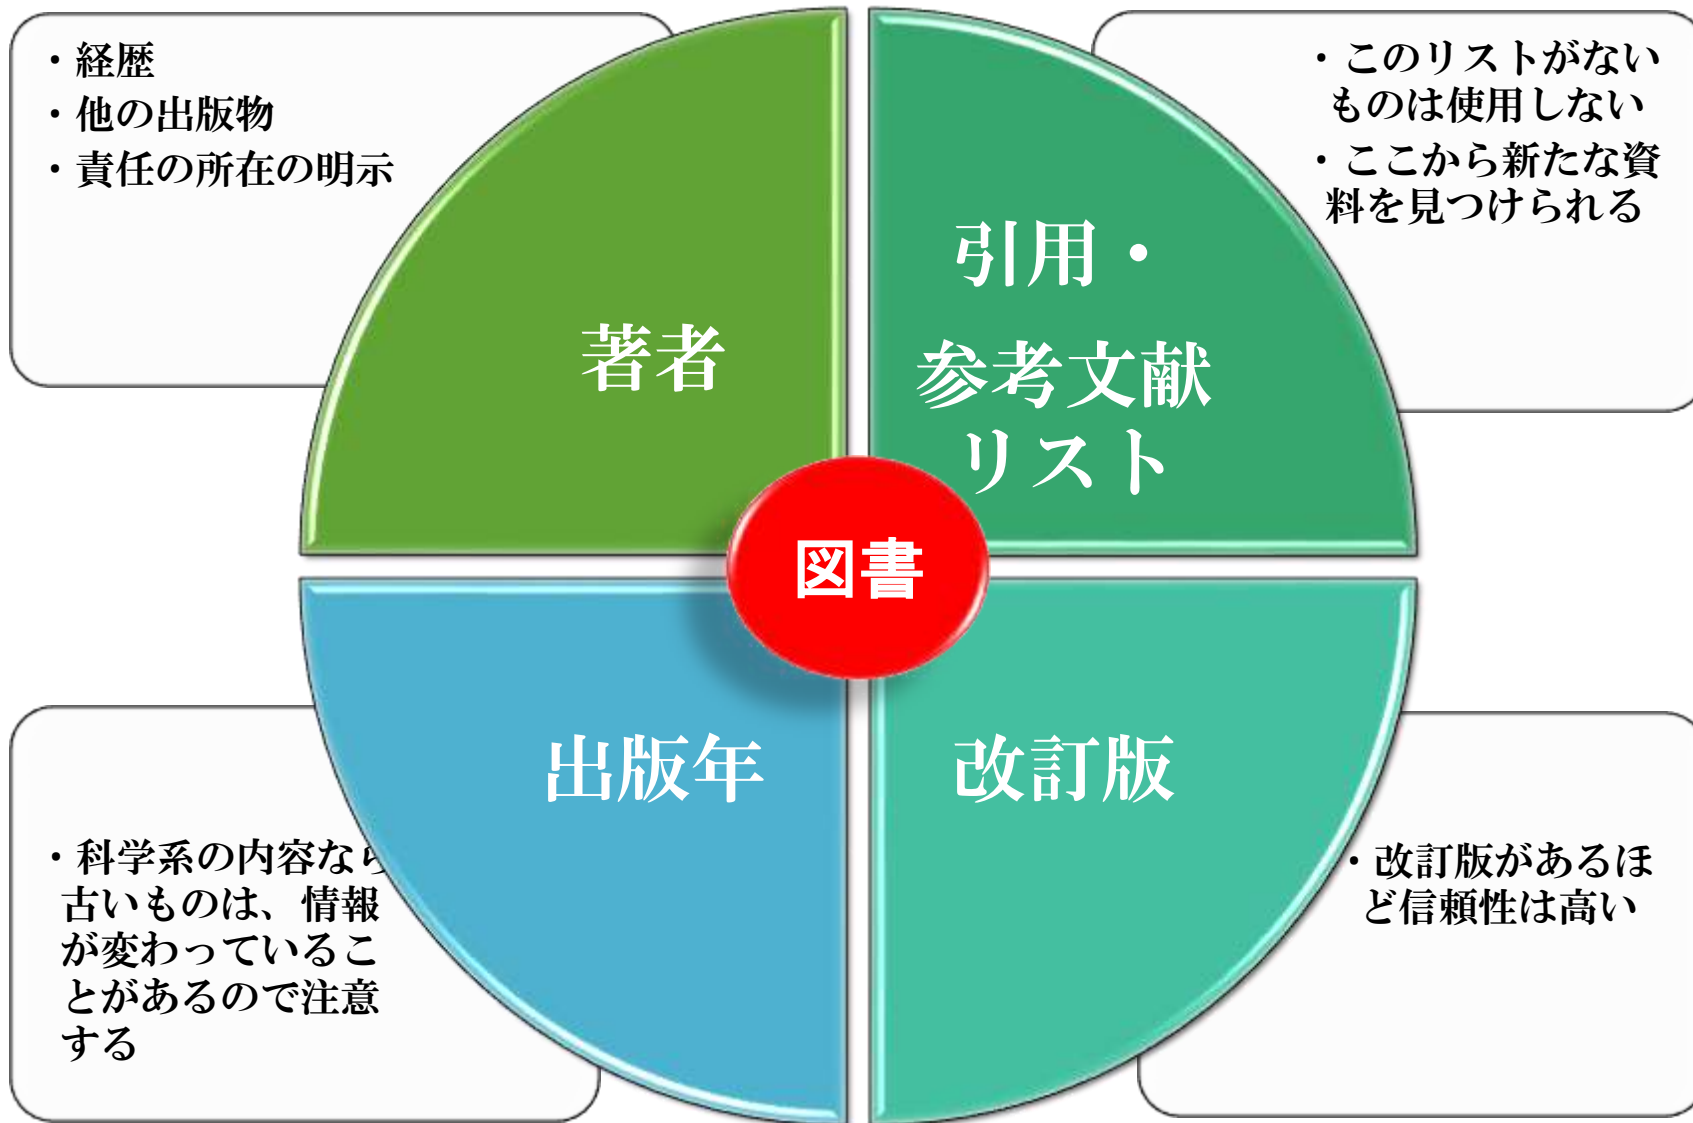 ・経歴
・他の出版物
・責任の所在の明示
著者
・このリストがない
ものは使用しない
・ここから新たな資
料を見つけられる
引用・
参考文献
リスト
図書
出版年
・科学系の内容なら
古いものは、情報
が変わっているこ
とがあるので注意
する
改訂版
・改訂版があるほ
ど信頼性は高い